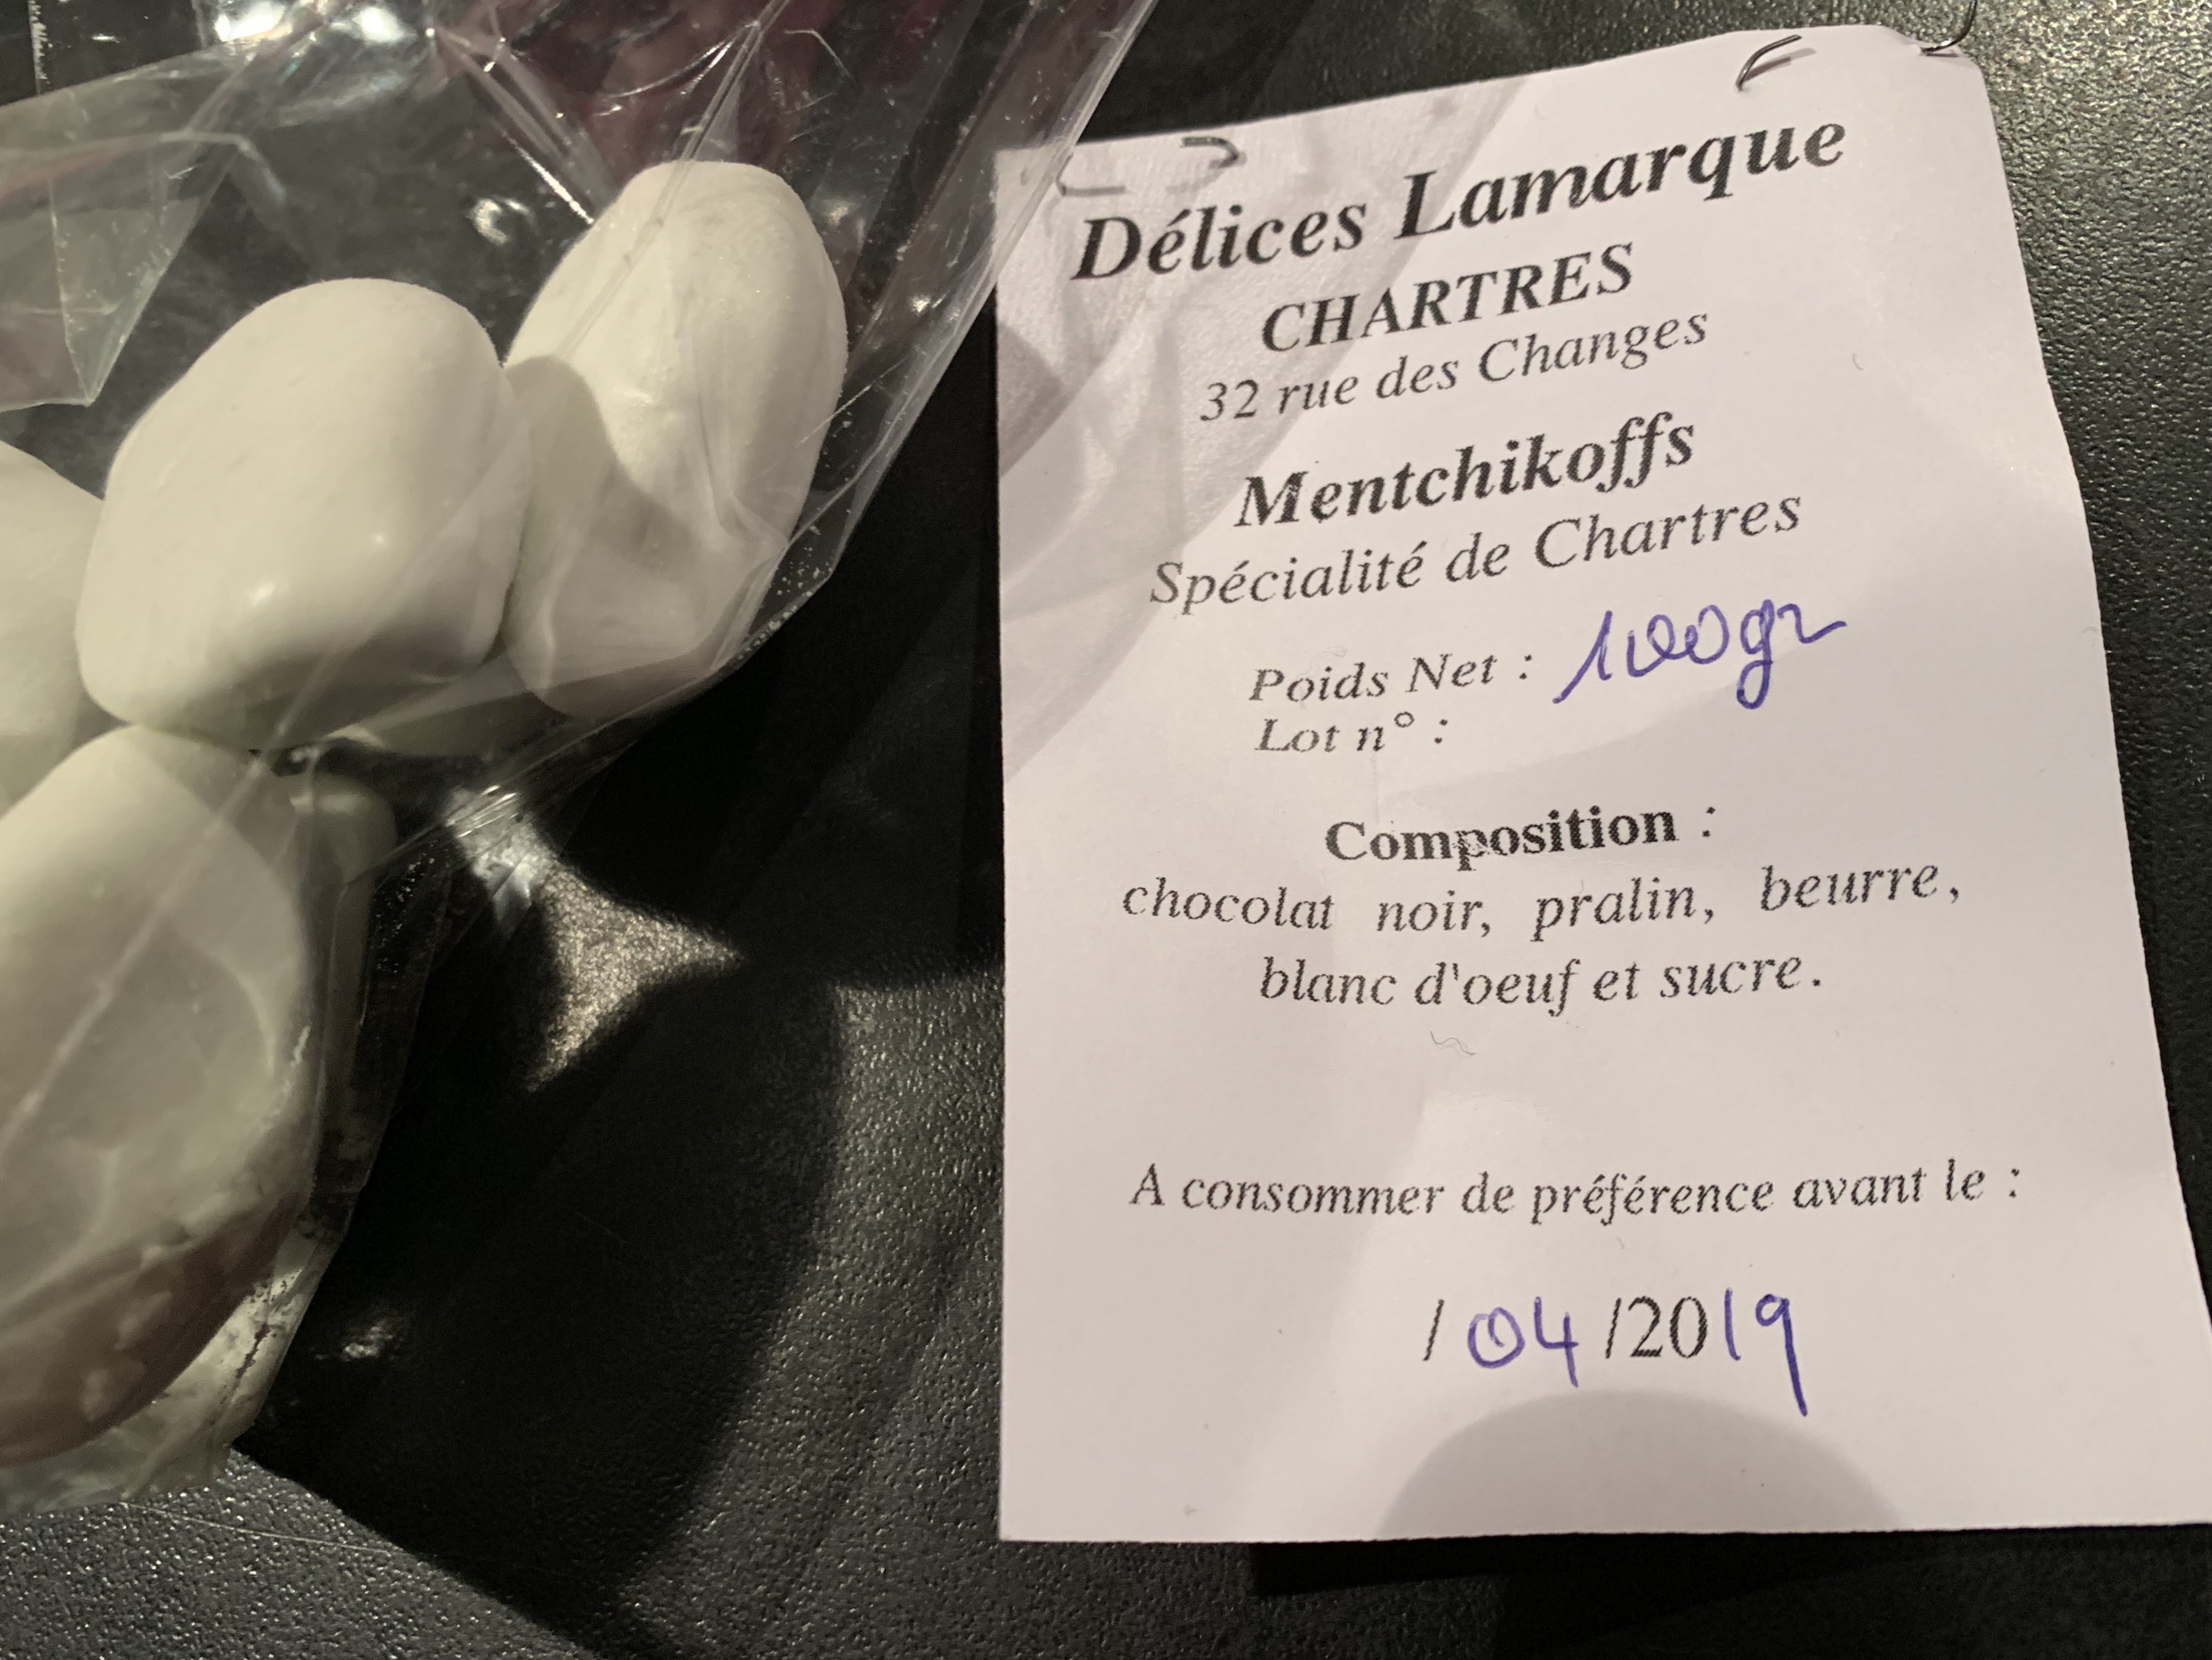 Délices Lamarque
CHARTRES
32 rue des Changes
Mentchikoffs
Spécialité de Chartres
Poids Net : 100gr
Lot n° :
Composition :
chocolat noir, pralin, beurre,
blanc d'oeuf et sucre.
A consommer de préférence avant le :
/ 04 /2019